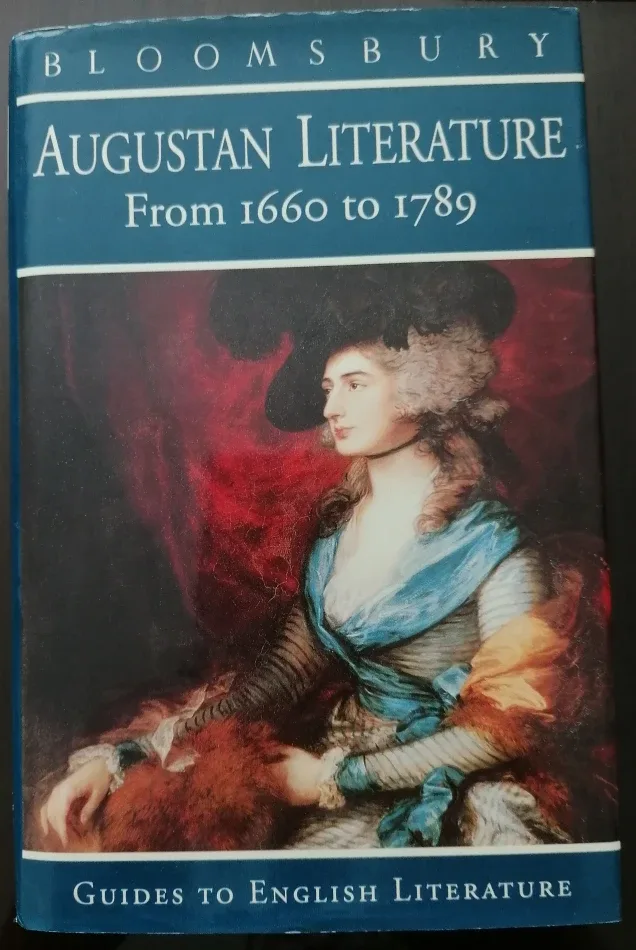 BLOOMSBURY
AUGUSTAN LITERATURE
From 1660 to 1789
GUIDES TO ENGLISH LITERATURE